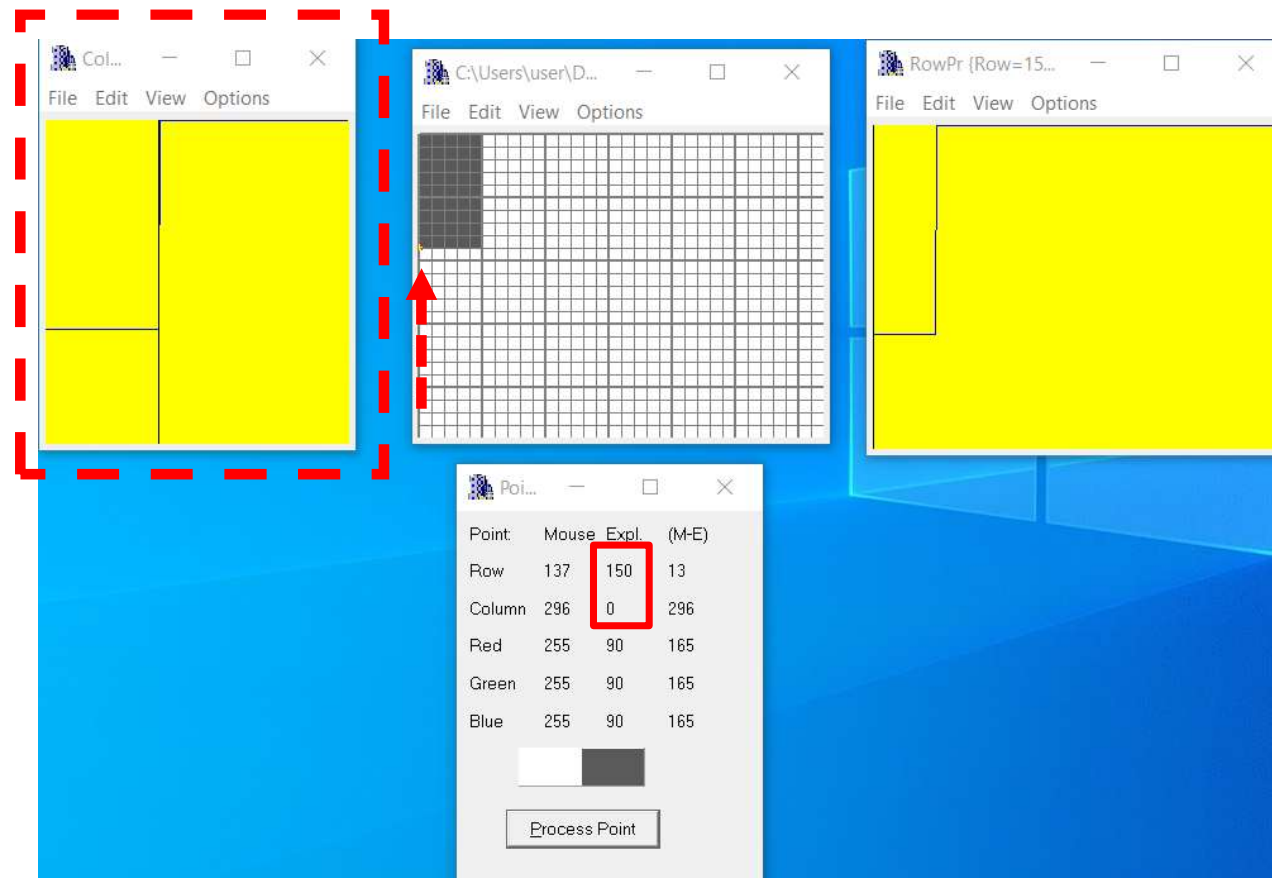 Col...
File Edit View Options
C:\Users\user\D...
File Edit View Options
RowPr {Row=15...
File Edit View Options
Poi...
Point: Mouse Expl. (M-E)
Row 137 150 13
Column 296 0 296
Red 255 90 165
Green 255 90 165
Blue 255 90 165
Process Point